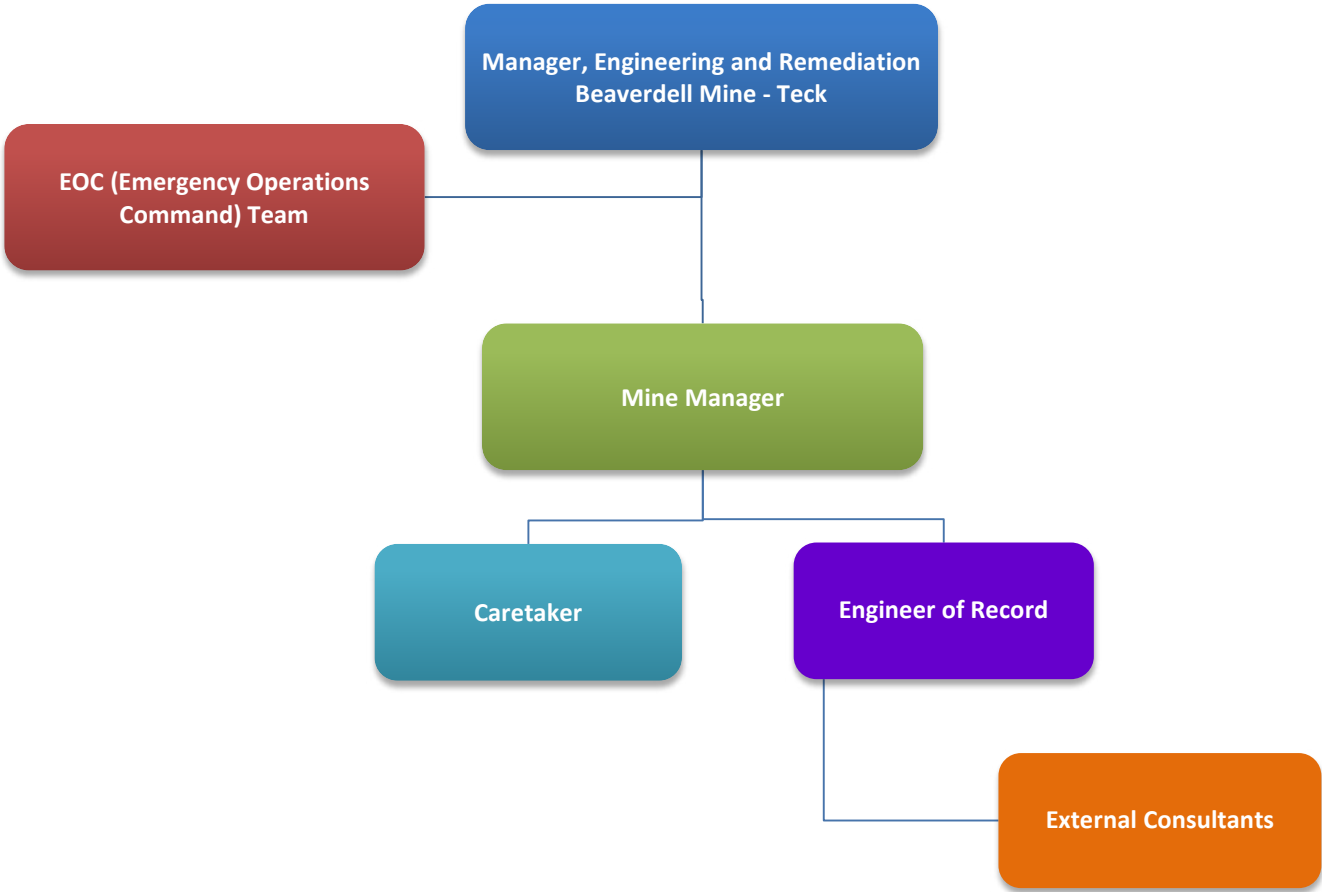 Manager, Engineering and Remediation
Beaverdell Mine - Teck
EOC (Emergency Operations
Command) Team
Mine Manager
Caretaker
Engineer of Record
External Consultants